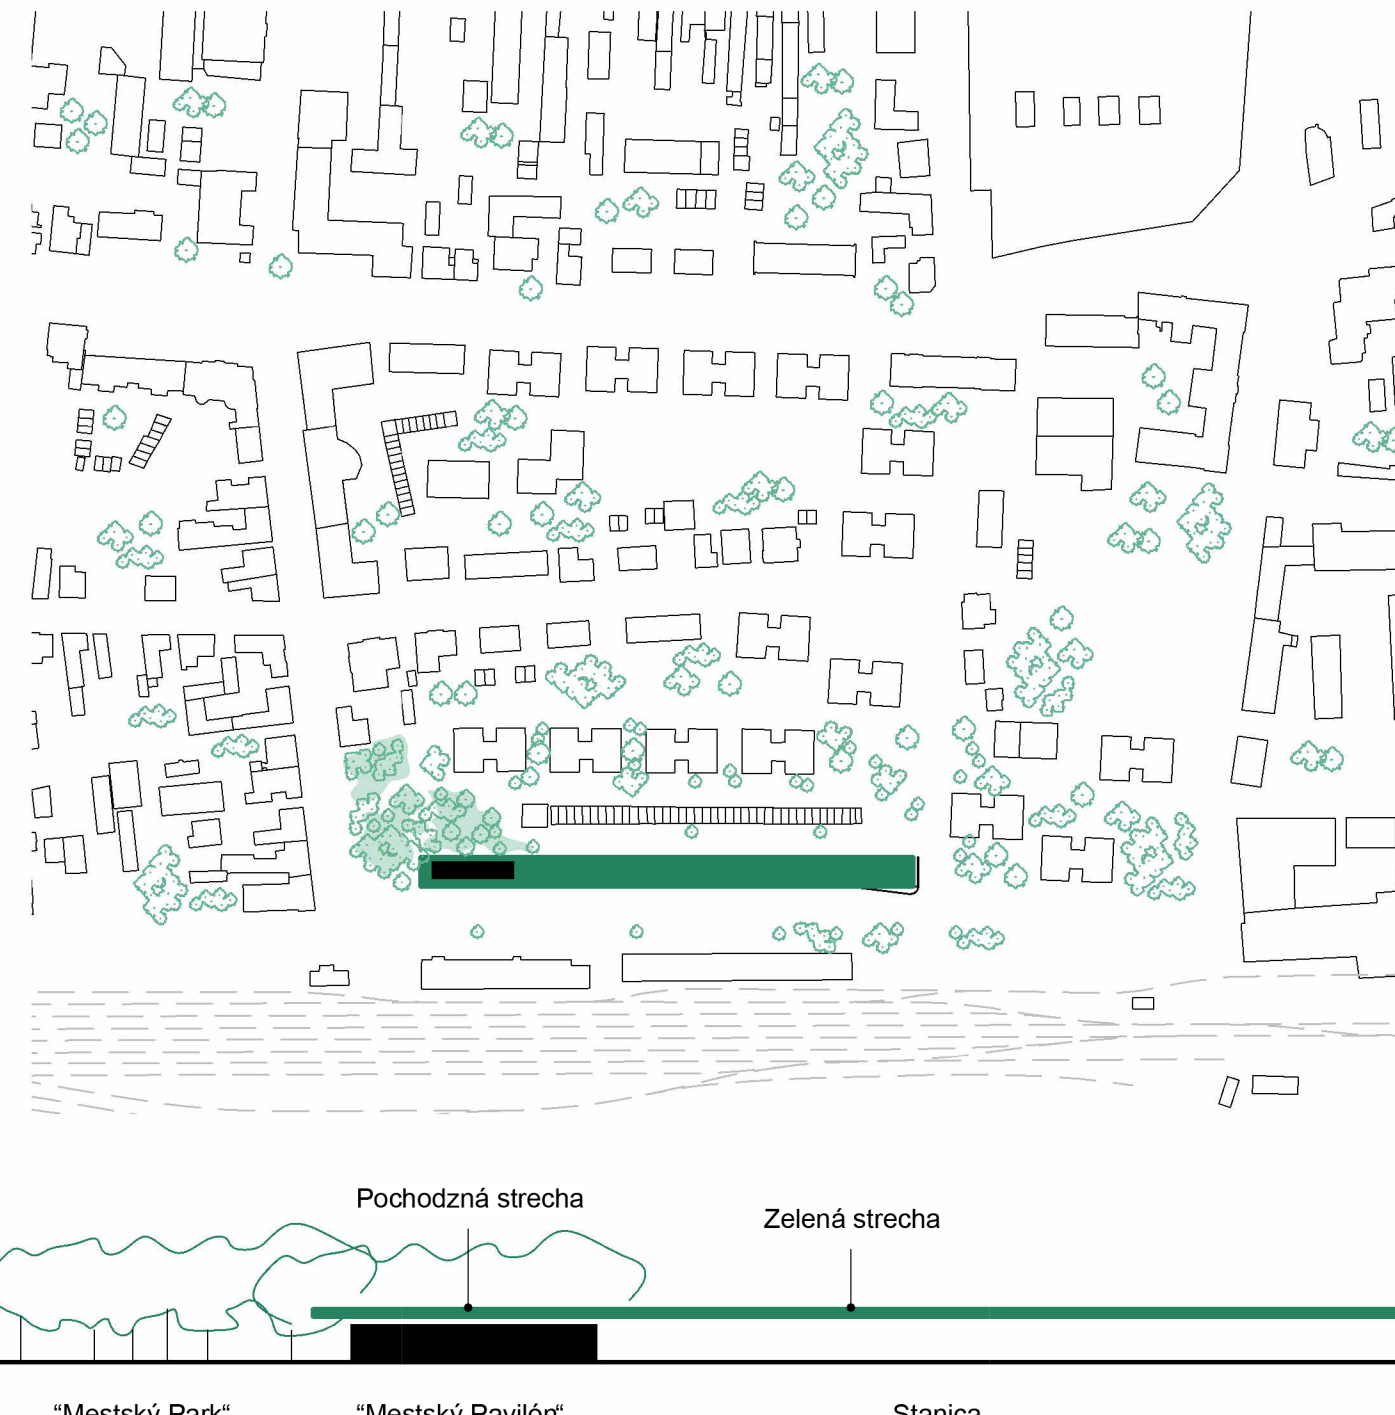 Pochodzná strecha
Zelená strecha
“Mestský Park“
“Mestský Pavilón“
Stanica